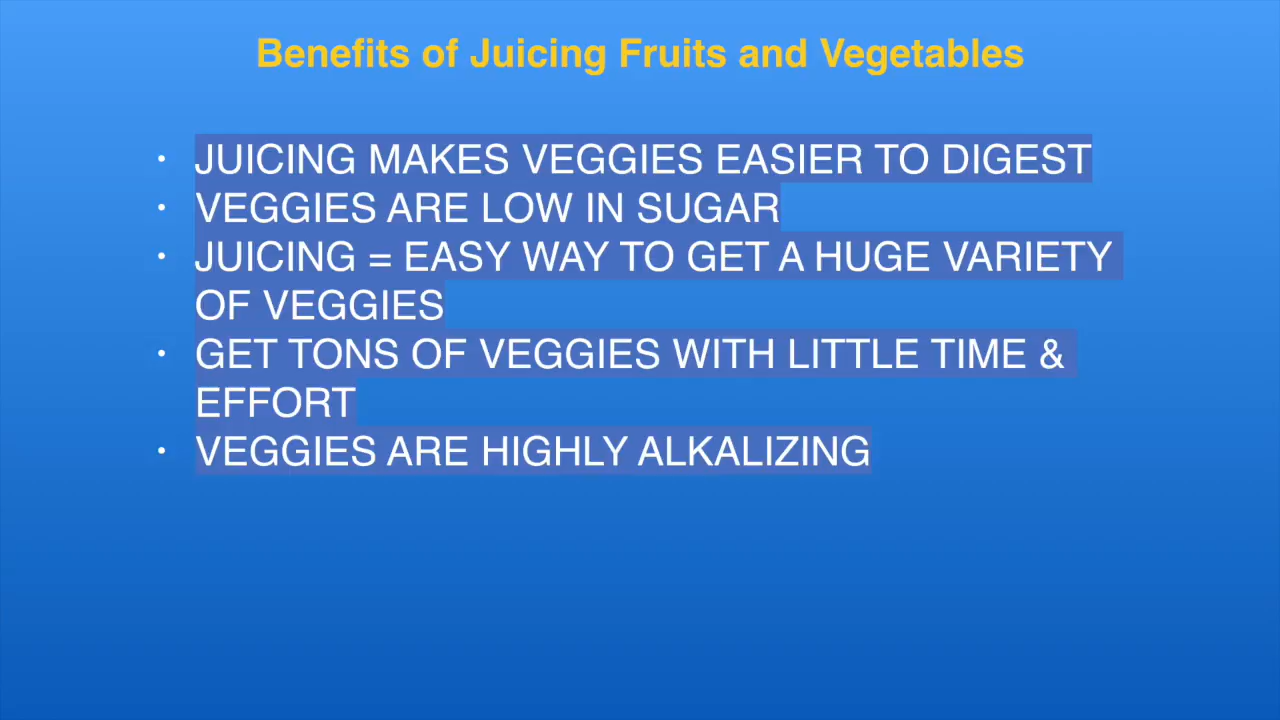 Benefits of Juicing Fruits and Vegetables
• JUICING MAKES VEGGIES EASIER TO DIGEST
• VEGGIES ARE LOW IN SUGAR
• JUICING = EASY WAY TO GET A HUGE VARIETY
OF VEGGIES
• GET TONS OF VEGGIES WITH LITTLE TIME &
EFFORT
• VEGGIES ARE HIGHLY ALKALIZING